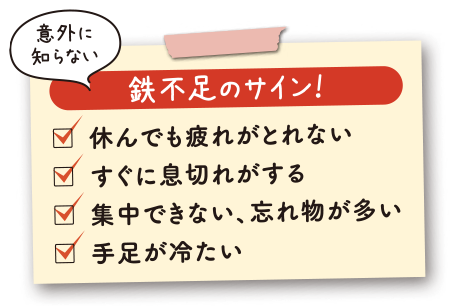 意外に
知らない
鉄不足のサイン!
休んでも疲れがとれない
すぐに息切れがする
集中できない、忘れ物が多い
手足が冷たい